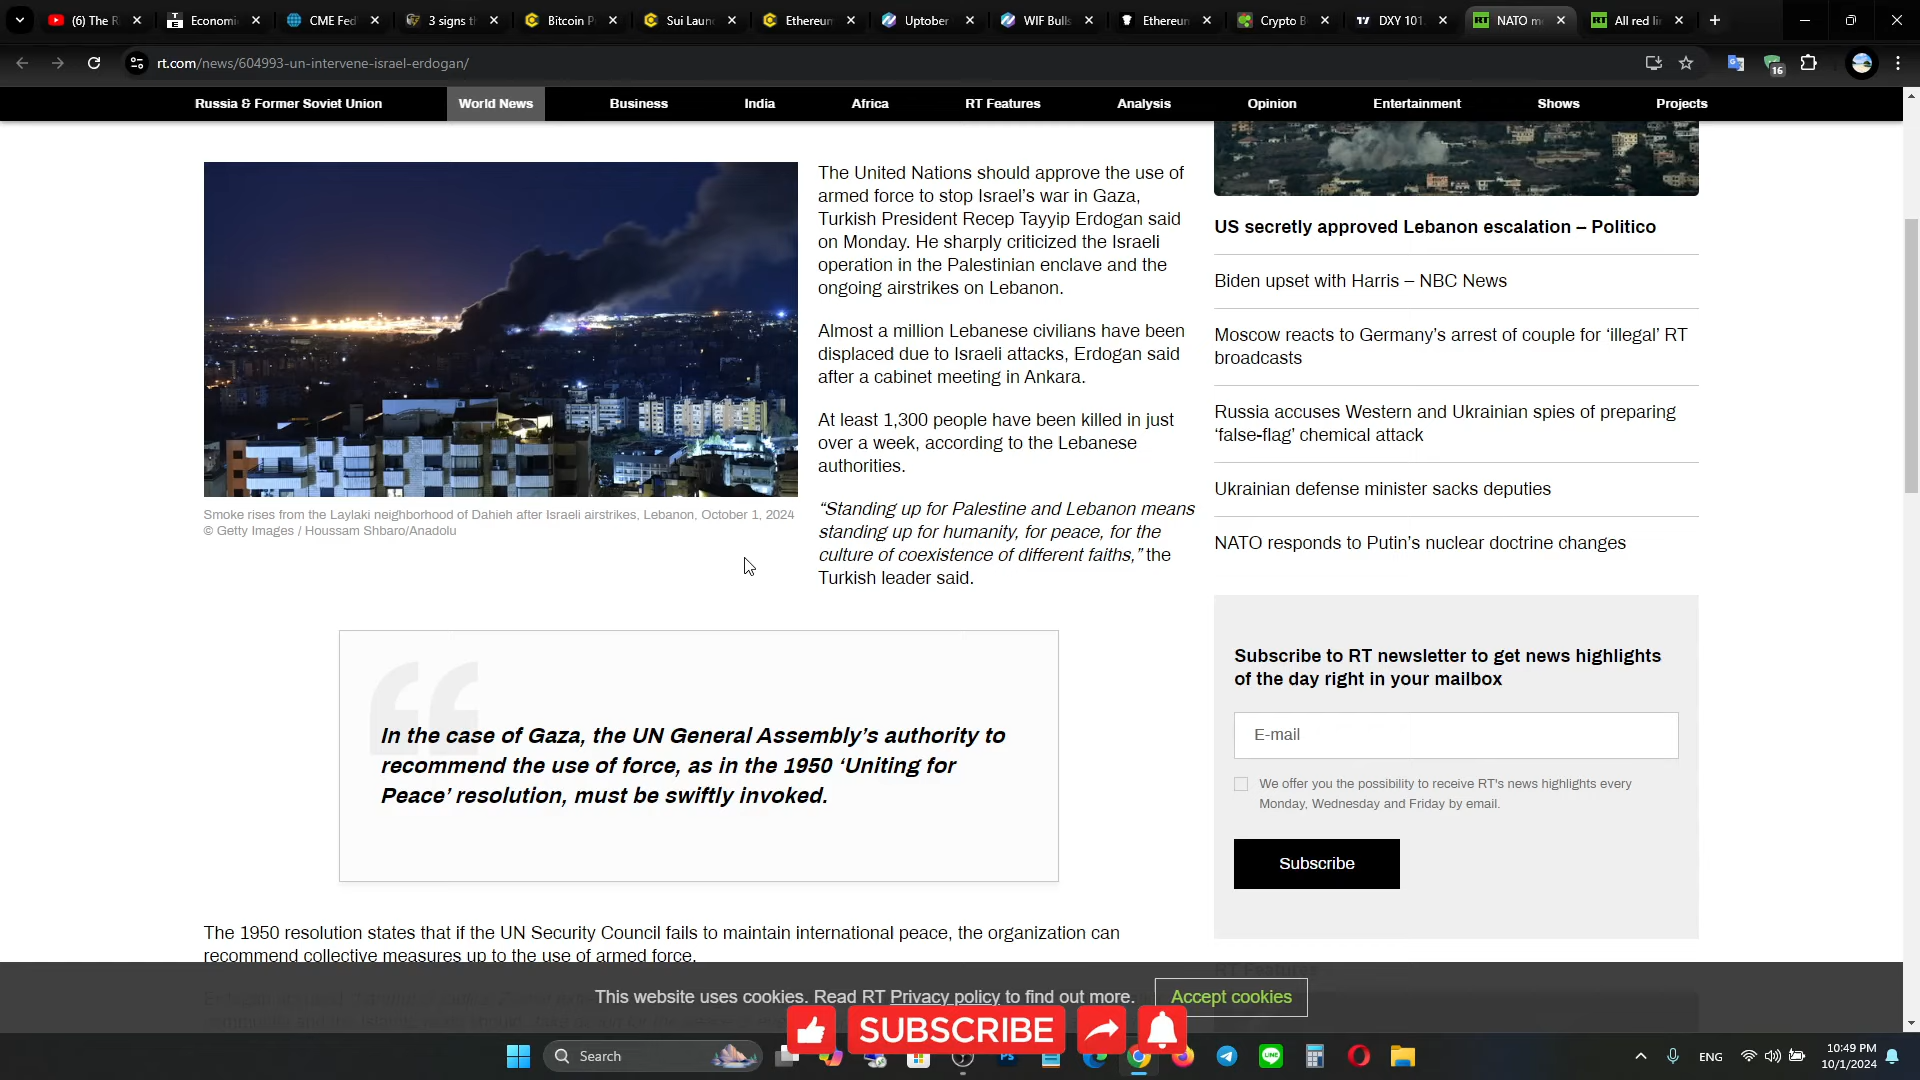 (6) The R
Economi
CME Fed
3 signs th
Bitcoin P
Sui Laun
Ethereum
Uptober
WIF Bulls
Ethereum
Crypto B
DXY 101
NATO m
All red li
rt.com/news/604993-un-intervene-israel-erdogan/
16
Russia & Former Soviet Union
World News
Business
India
Africa
RT Features
Analysis
Opinion
Entertainment
Shows
Projects
Smoke rises from the Laylaki neighborhood of Dahieh after Israeli airstrikes, Lebanon, October 1, 2024
© Getty Images / Houssam Shbaro/Anadolu
The United Nations should approve the use of
armed force to stop Israel’s war in Gaza,
Turkish President Recep Tayyip Erdogan said
on Monday. He sharply criticized the Israeli
operation in the Palestinian enclave and the
ongoing airstrikes on Lebanon.
Almost a million Lebanese civilians have been
displaced due to Israeli attacks, Erdogan said
after a cabinet meeting in Ankara.
At least 1,300 people have been killed in just
over a week, according to the Lebanese
authorities.
“Standing up for Palestine and Lebanon means
standing up for humanity, for peace, for the
culture of coexistence of different faiths,” the
Turkish leader said.
In the case of Gaza, the UN General Assembly’s authority to
recommend the use of force, as in the 1950 ‘Uniting for
Peace’ resolution, must be swiftly invoked.
The 1950 resolution states that if the UN Security Council fails to maintain international peace, the organization can
recommend collective measures up to the use of armed force.
US secretly approved Lebanon escalation – Politico
Biden upset with Harris – NBC News
Moscow reacts to Germany’s arrest of couple for ‘illegal’ RT
broadcasts
Russia accuses Western and Ukrainian spies of preparing
‘false-flag’ chemical attack
Ukrainian defense minister sacks deputies
NATO responds to Putin’s nuclear doctrine changes
Subscribe to RT newsletter to get news highlights
of the day right in your mailbox
E-mail
We offer you the possibility to receive RT's news highlights every
Monday, Wednesday and Friday by email.
Subscribe
RT Features
This website uses cookies. Read RT Privacy policy to find out more.
Accept cookies
SUBSCRIBE
Search
ENG
10:49 PM
10/1/2024